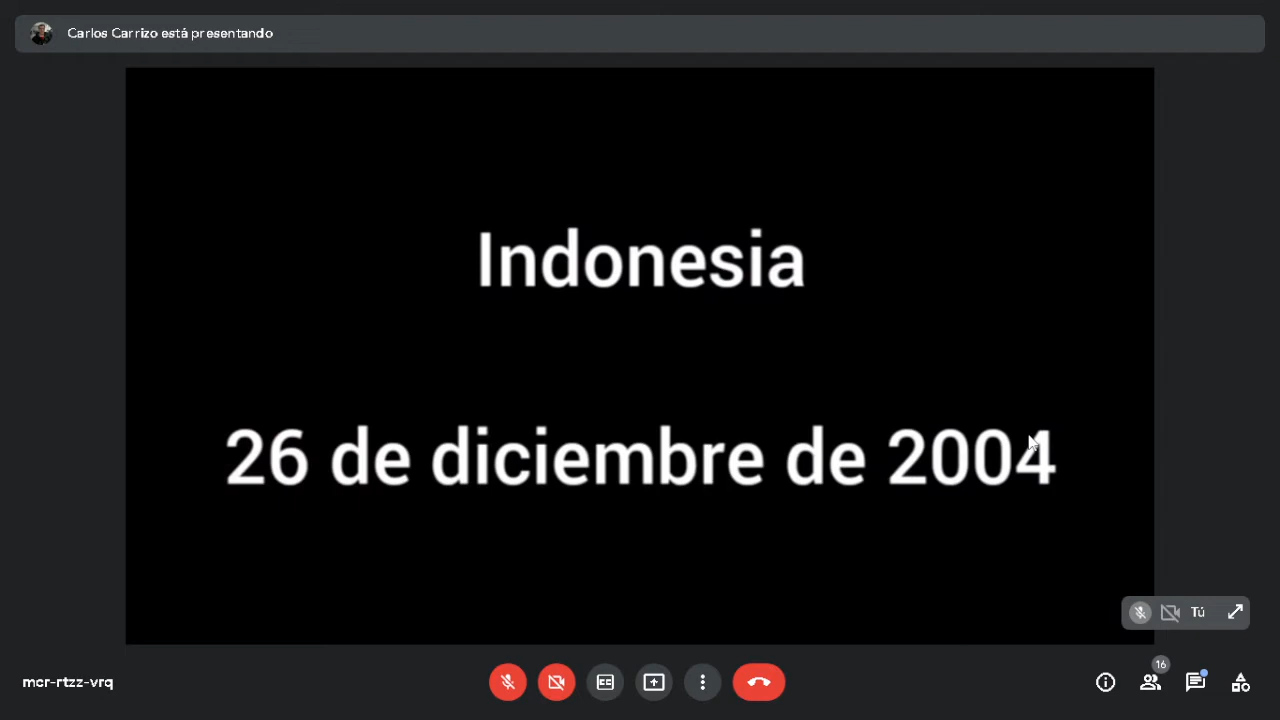 Carlos Carrizo está presentando
Indonesia
26 de diciembre de 2004
Tú
16
mcr-rtzz-vrq